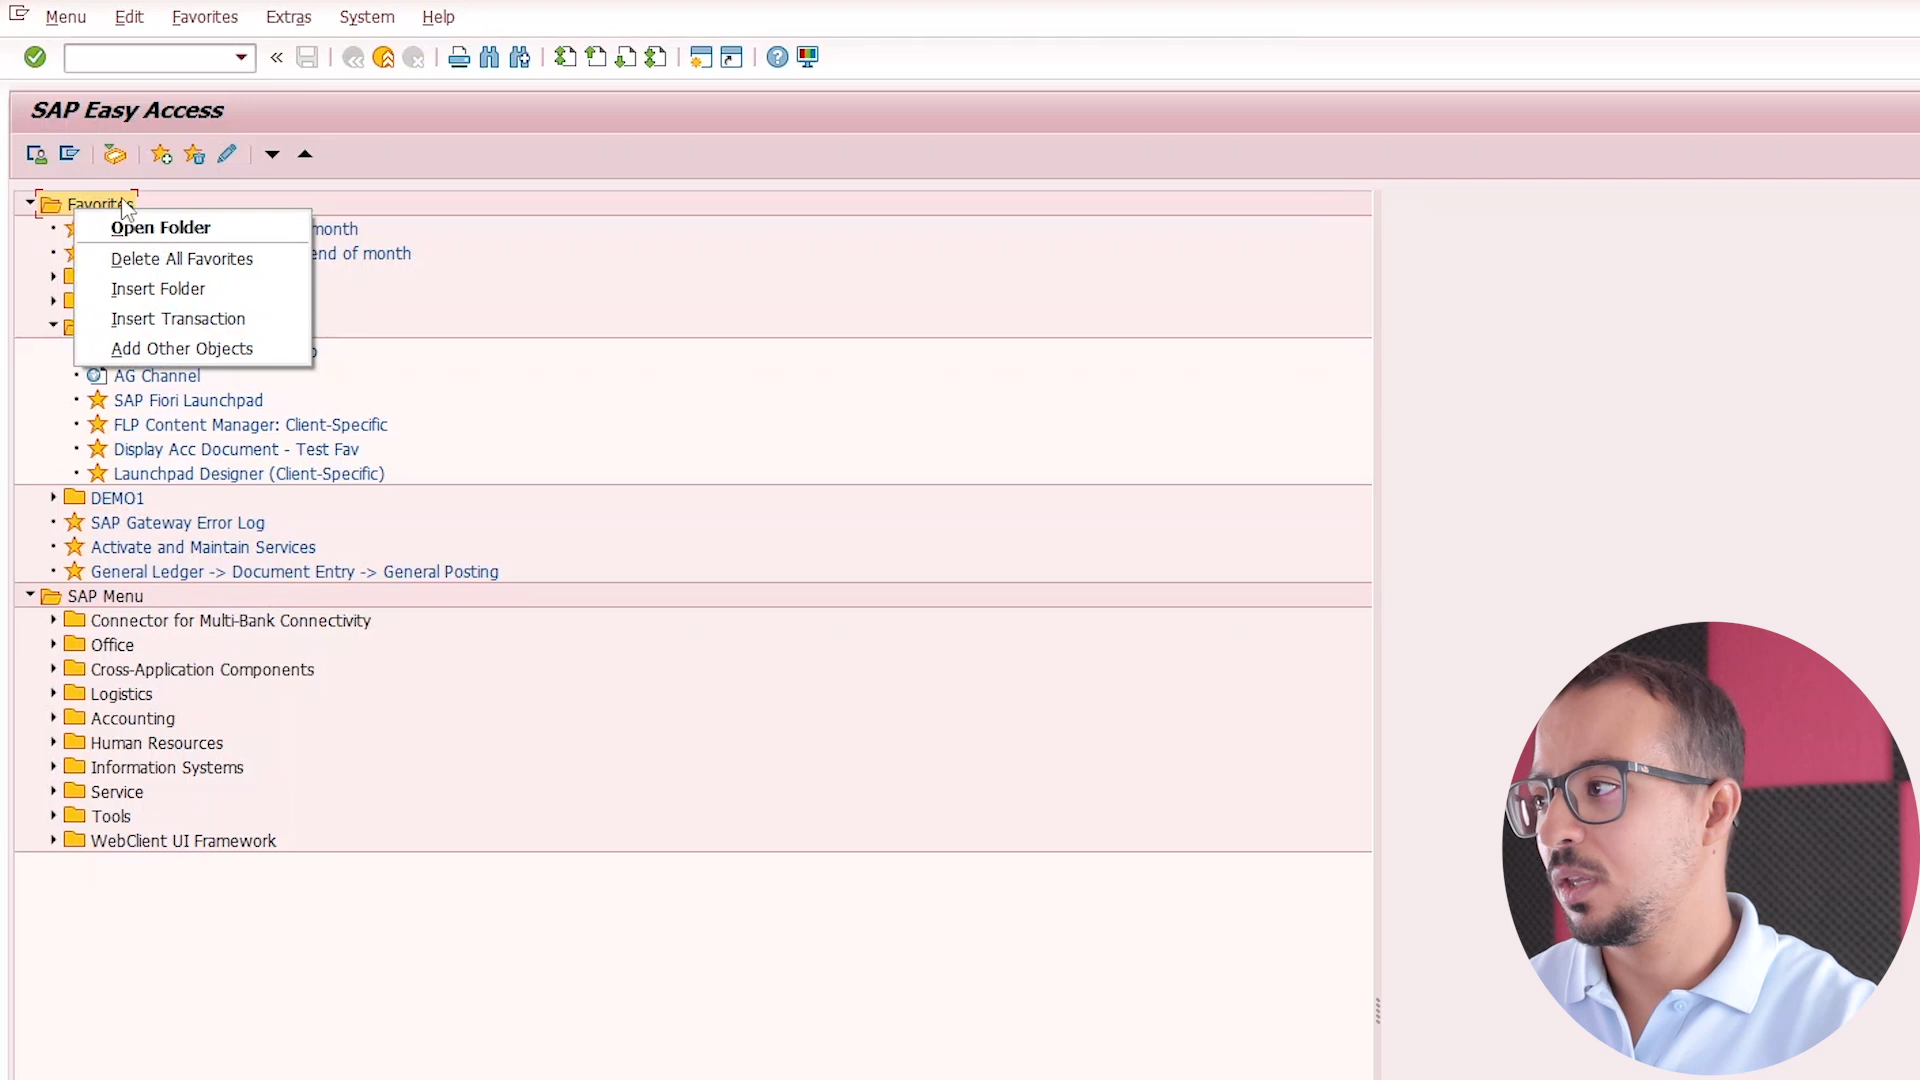 Menu Edit Favorites Extras System Help
SAP Easy Access
Favorites
Open Folder
month
Delete All Favorites
end of month
Insert Folder
Insert Transaction
Add Other Objects
AG Channel
SAP Fiori Launchpad
FLP Content Manager: Client-Specific
Display Acc Document - Test Fav
Launchpad Designer (Client-Specific)
DEMO1
SAP Gateway Error Log
Activate and Maintain Services
General Ledger -> Document Entry -> General Posting
SAP Menu
Connector for Multi-Bank Connectivity
Office
Cross-Application Components
Logistics
Accounting
Human Resources
Information Systems
Service
Tools
WebClient UI Framework